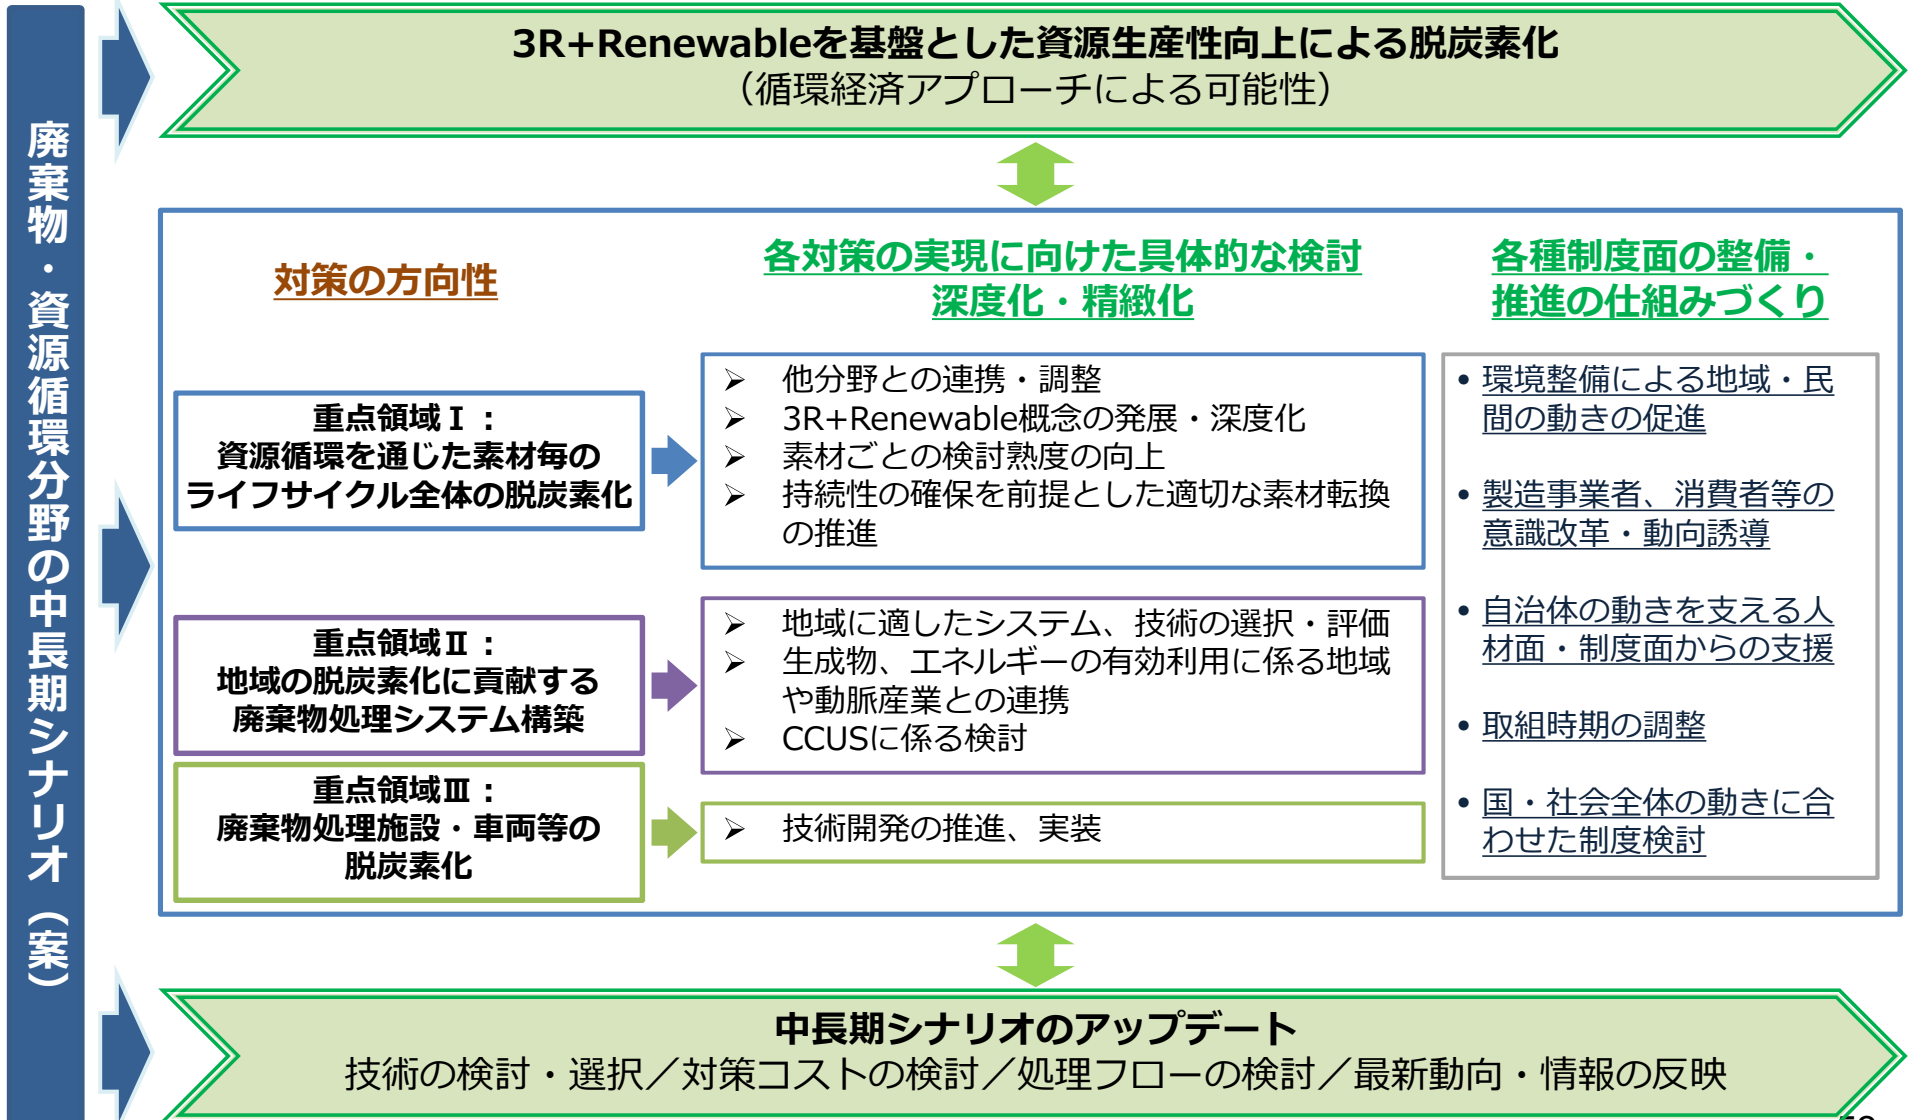 廃棄物・資源循環分野の中長期シナリオ（案）
3R+Renewableを基盤とした資源生産性向上による脱炭素化
（循環経済アプローチによる可能性）
対策の方向性
各対策の実現に向けた具体的な検討
深度化・精緻化
各種制度面の整備・
推進の仕組みづくり
重点領域Ⅰ：
資源循環を通じた素材毎の
ライフサイクル全体の脱炭素化
➢ 他分野との連携・調整
➢ 3R+Renewable概念の発展・深度化
➢ 素材ごとの検討熟度の向上
➢ 持続性の確保を前提とした適切な素材転換
の推進
重点領域Ⅱ：
地域の脱炭素化に貢献する
廃棄物処理システム構築
➢ 地域に適したシステム、技術の選択・評価
➢ 生成物、エネルギーの有効利用に係る地域
や動脈産業との連携
➢ CCUSに係る検討
重点領域Ⅲ：
廃棄物処理施設・車両等の
脱炭素化
➢ 技術開発の推進、実装
• 環境整備による地域・民
間の動きの促進
• 製造事業者、消費者等の
意識改革・動向誘導
• 自治体の動きを支える人
材面・制度面からの支援
• 取組時期の調整
• 国・社会全体の動きに合
わせた制度検討
中長期シナリオのアップデート
技術の検討・選択／対策コストの検討／処理フローの検討／最新動向・情報の反映